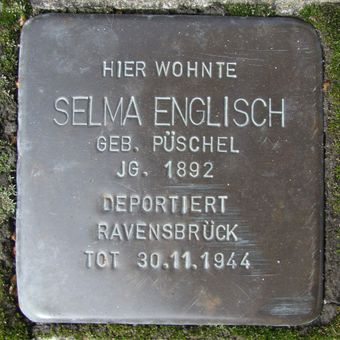 HIER WOHNTE
SELMA ENGLISCH
GEB. PÜSCHEL
JG. 1892
DEPORTIERT
RAVENSBRÜCK
TOT 30.11.1944